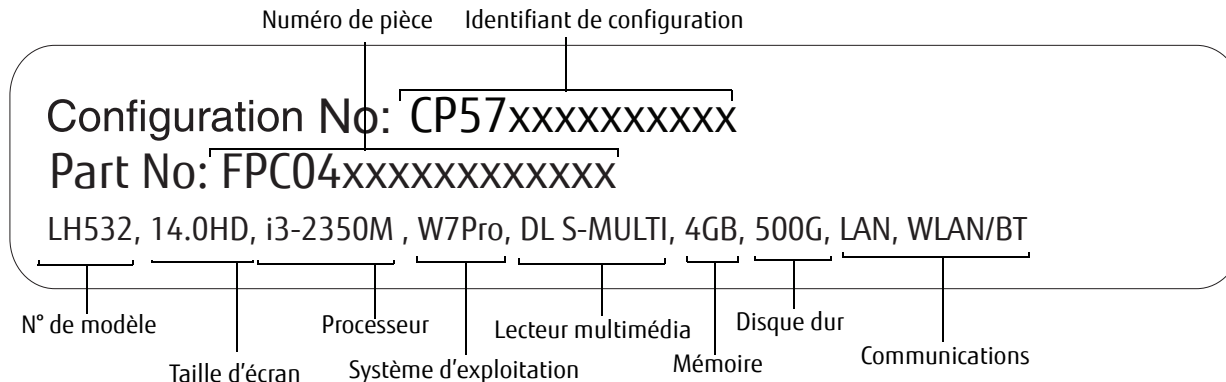 Numéro de pièce Identifiant de configuration
Configuration No: CP57xxxxxxxxxx
Part No: FPC04xxxxxxxxxxxxx
LH532, 14.0HD, i3-2350M , W7Pro, DL S-MULTI, 4GB, 500G, LAN, WLAN/BT
N° de modèle Processeur Lecteur multimédia Disque dur
Taille d'écran Système d'exploitation Mémoire Communications